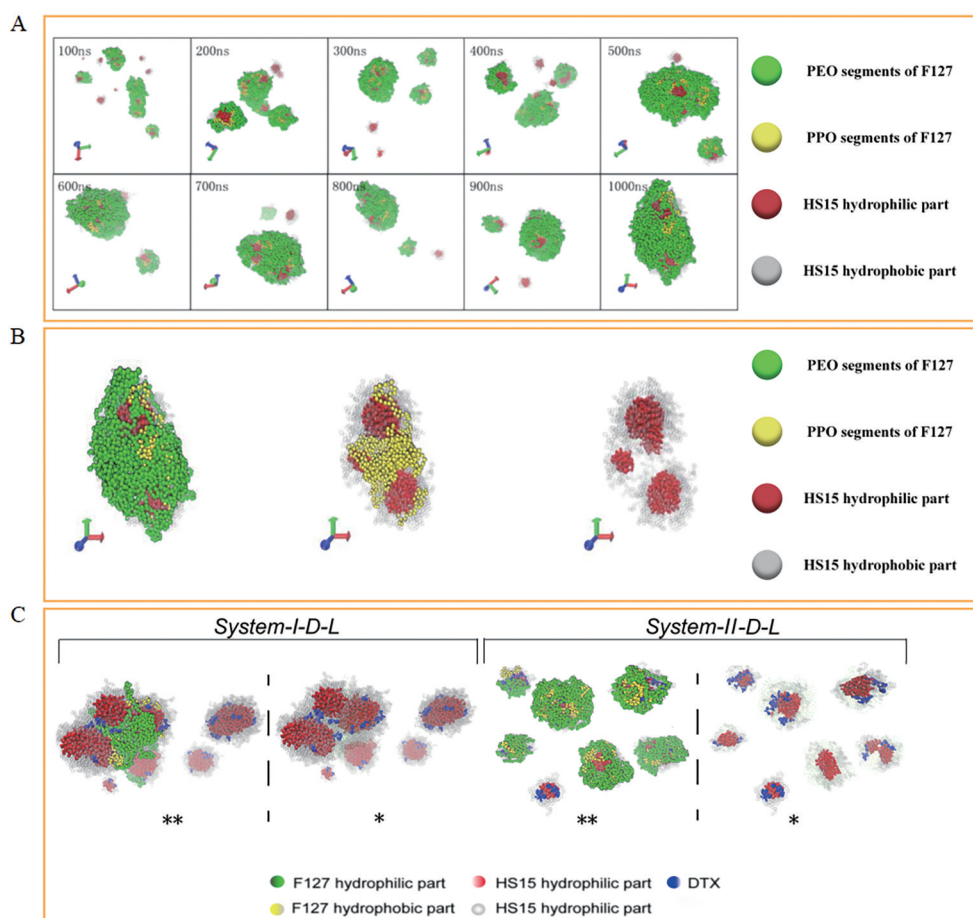 A
100ns
200ns
300ns
400ns
500ns
600ns
700ns
800ns
900ns
1000ns
PEO segments of F127
PPO segments of F127
HS15 hydrophilic part
HS15 hydrophobic part
B
PEO segments of F127
PPO segments of F127
HS15 hydrophilic part
HS15 hydrophobic part
C
System-I-D-L
System-II-D-L
** * ** *
F127 hydrophilic part HS15 hydrophilic part DTX
F127 hydrophobic part HS15 hydrophilic part